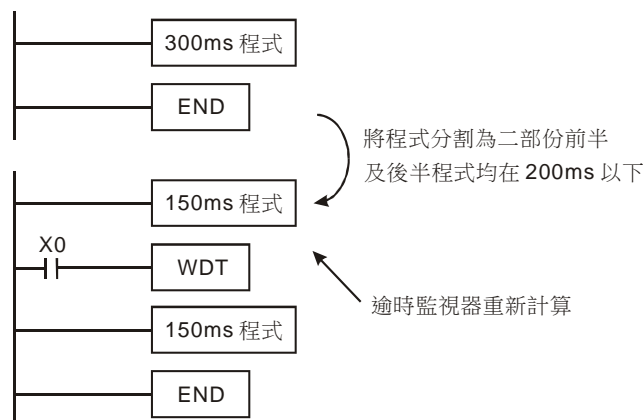 300ms 程式
END
將程式分割為二部份前半
及後半程式均在 200ms 以下
150ms 程式
X0
WDT
逾時監視器重新計算
150ms 程式
END